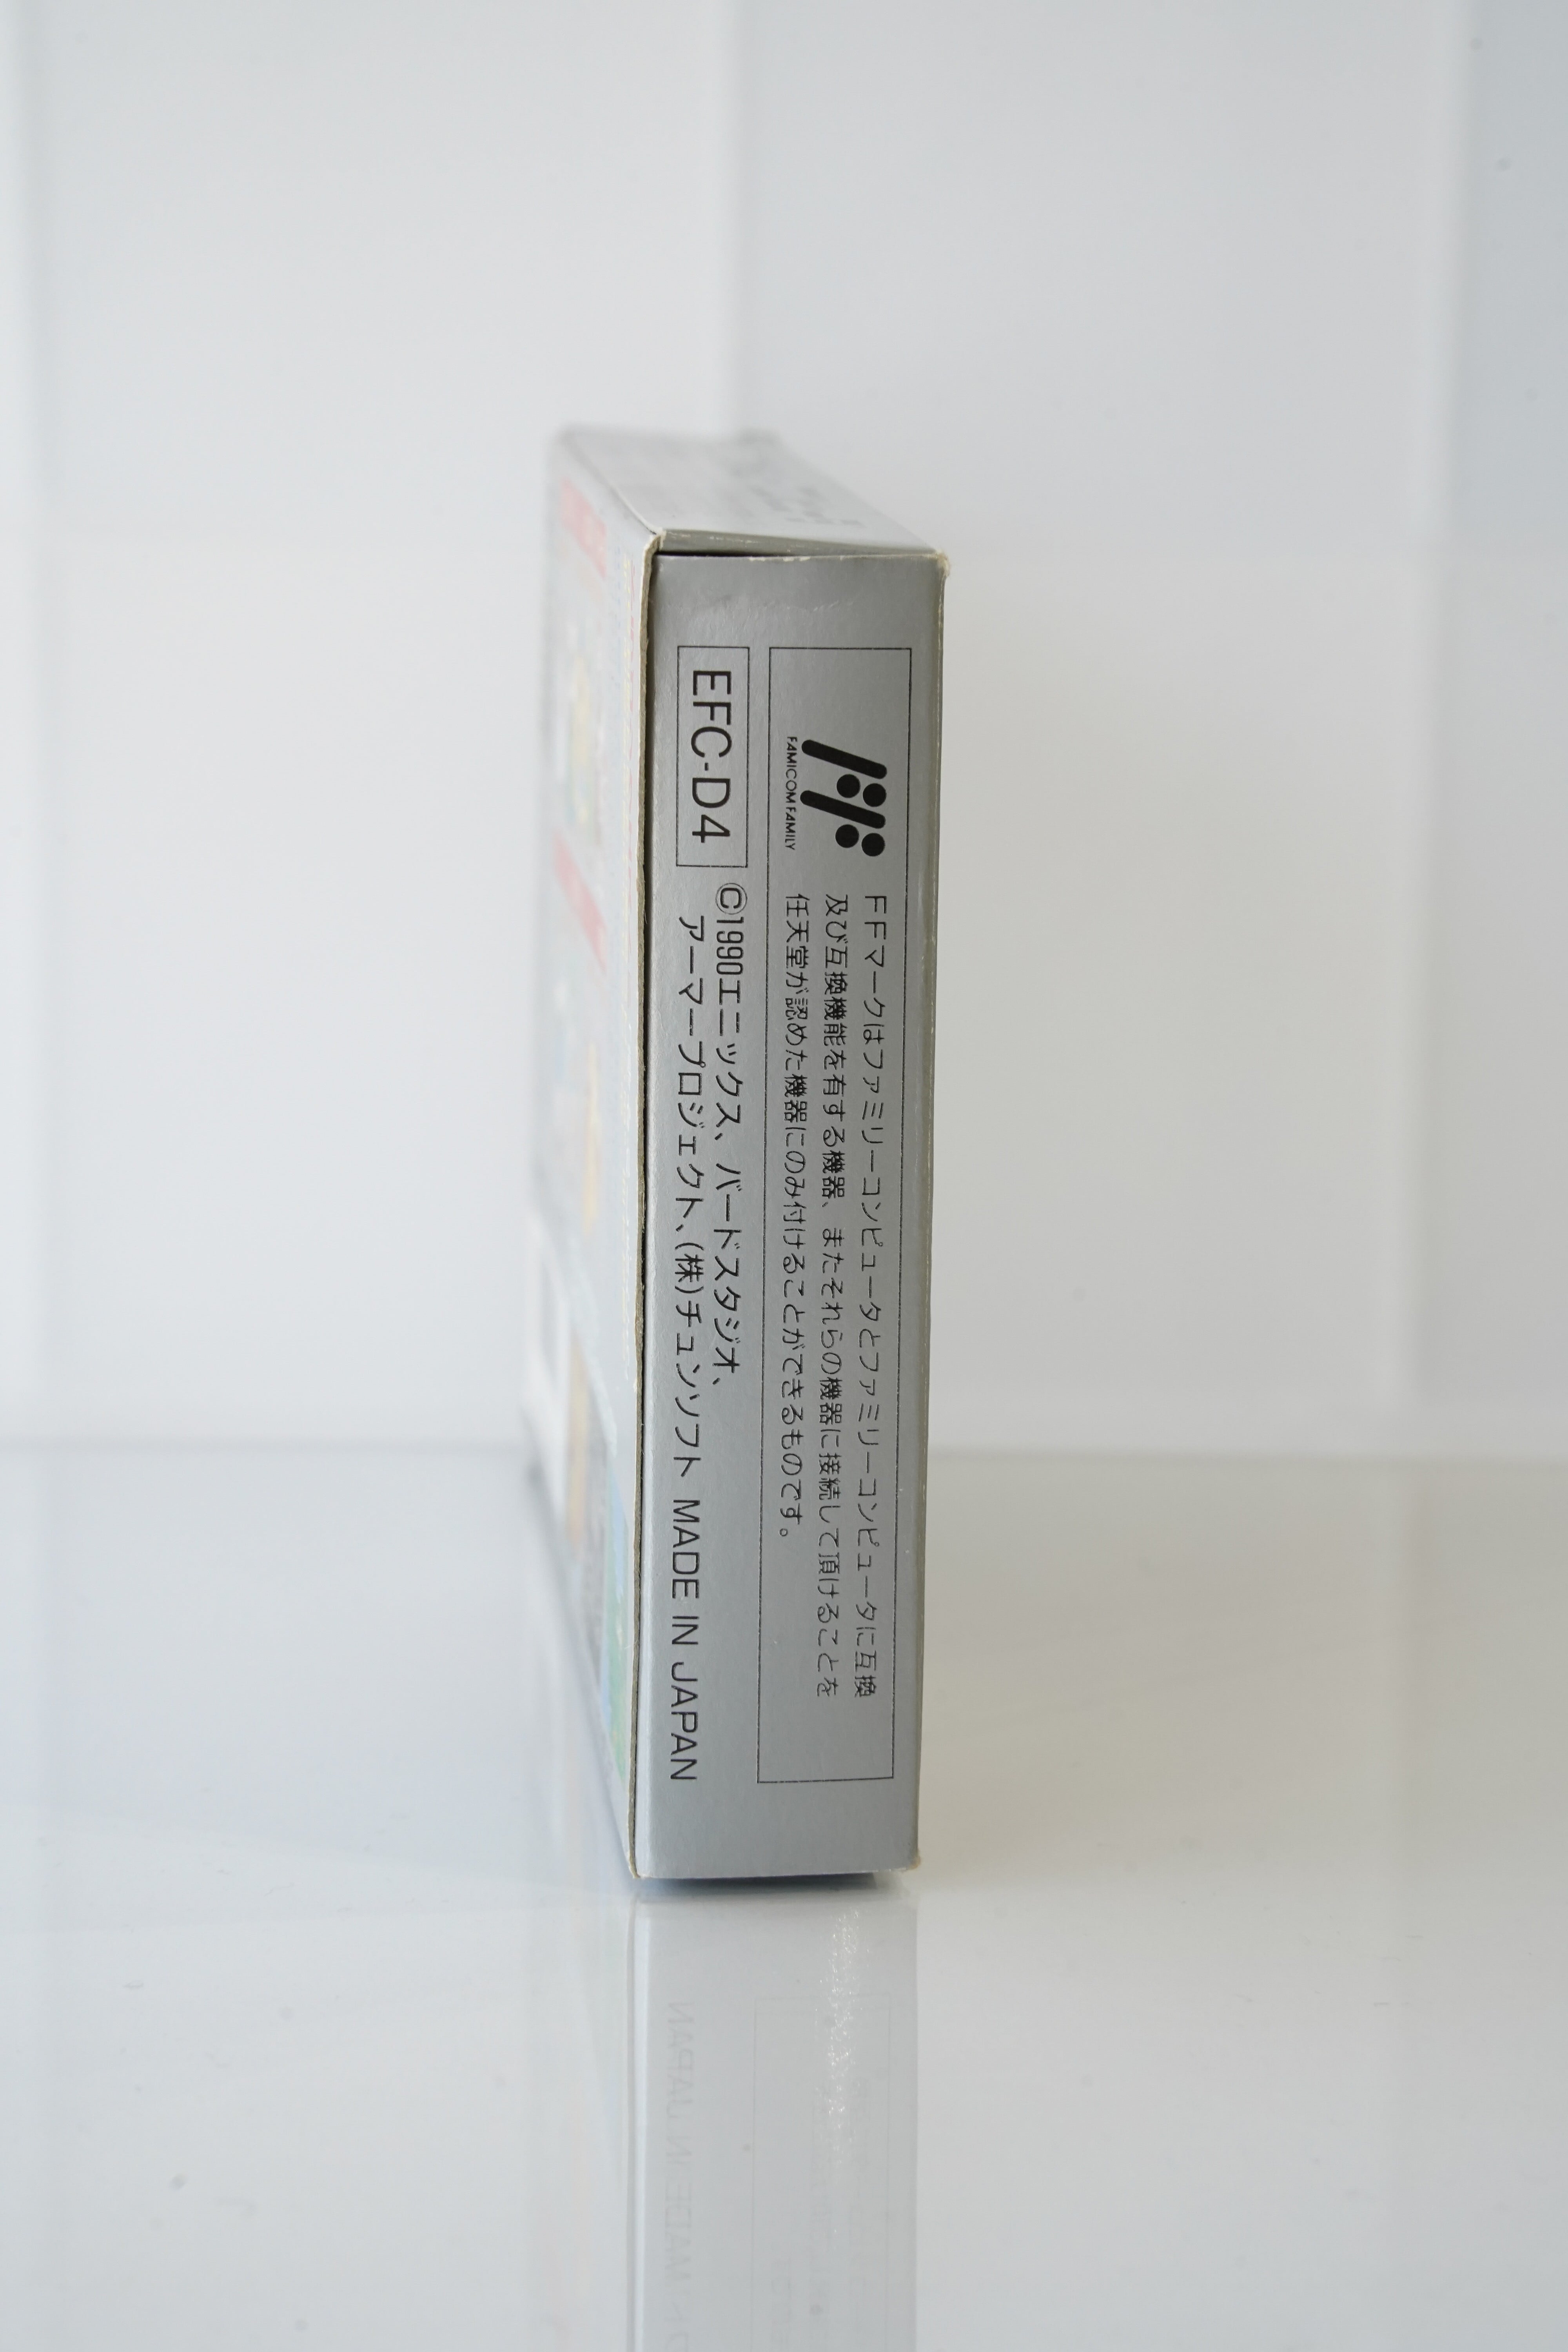 FAMICOM FAMILY
FFマークはファミリーコンピュータとファミリーコンピュータに互換
及び互換機能を有する機器、またそれらの機器に接続して頂けることを
任天堂が認めた機器にのみ付けることができるものです。
EFC-D4
©1990エニックス、バードスタジオ、
アーマープロジェクト、(株)チュンソフト MADE IN JAPAN